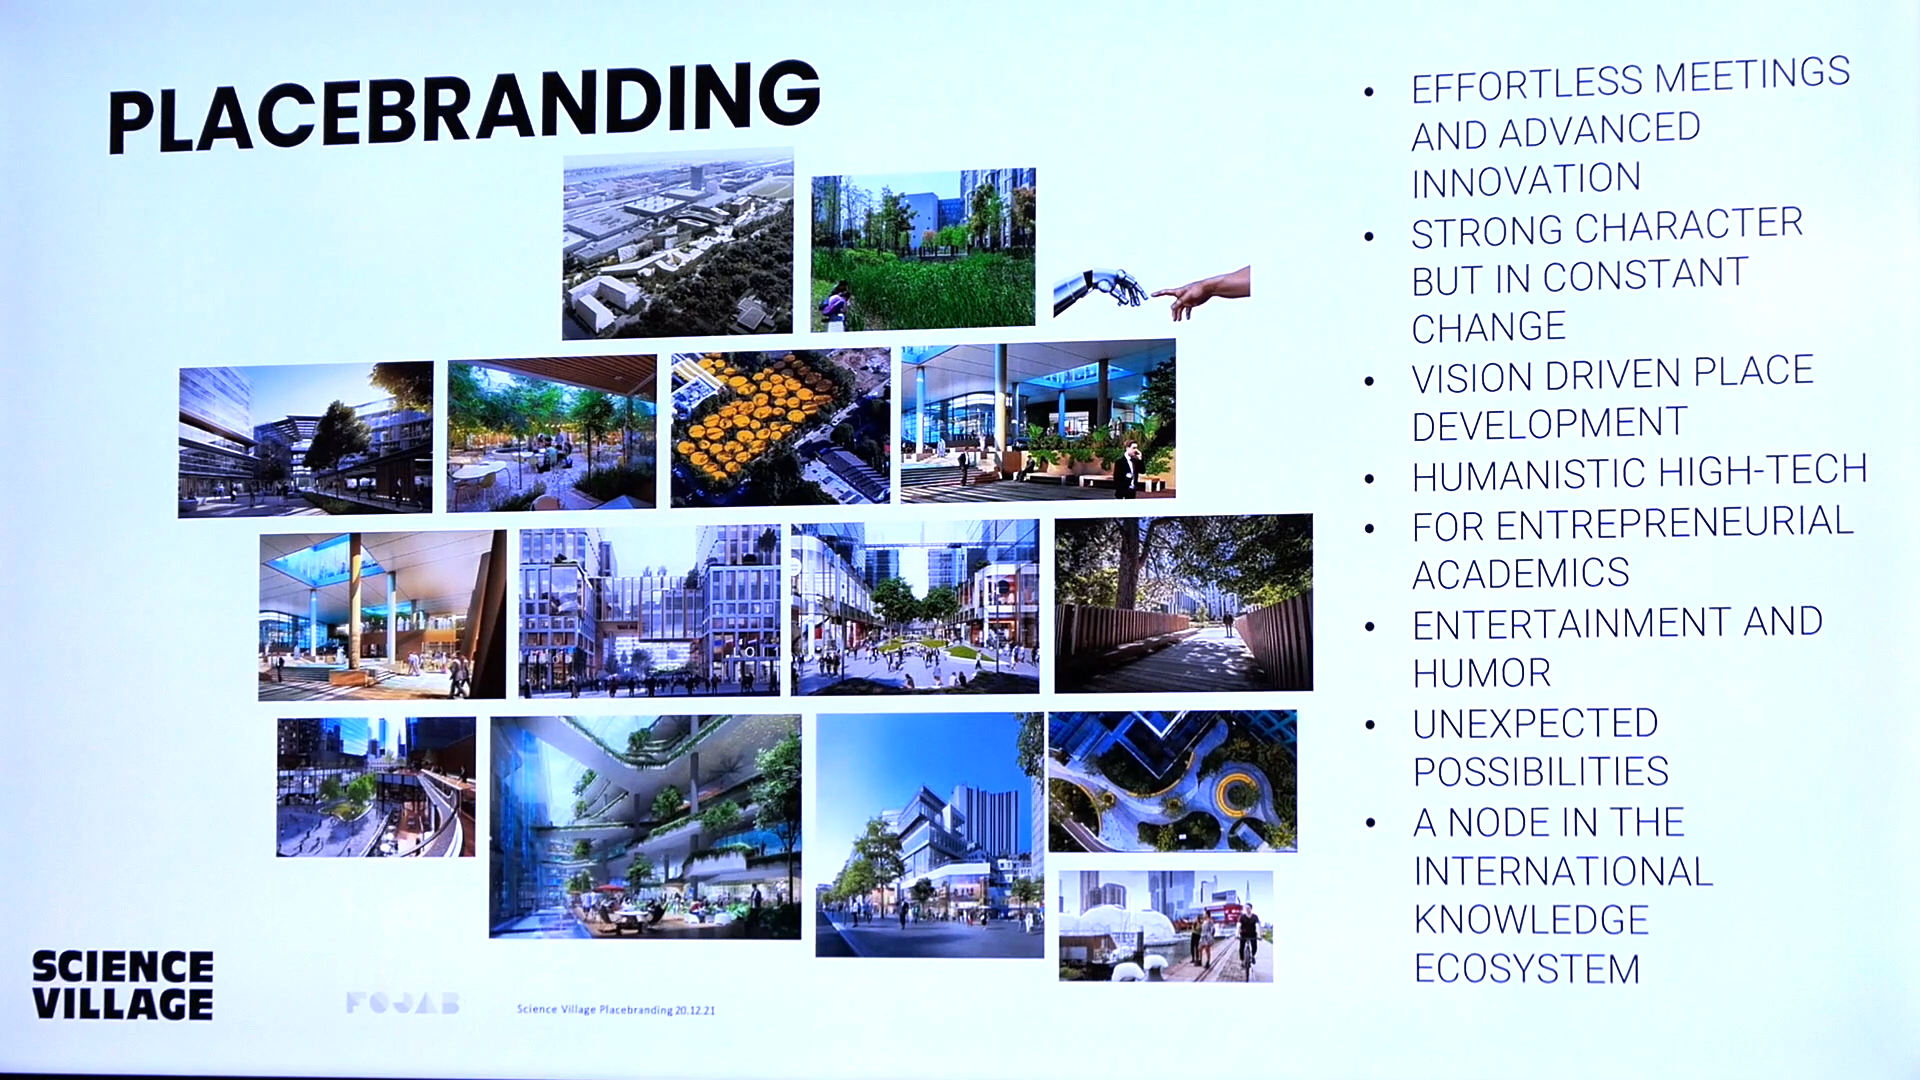 PLACEBRANDING
• EFFORTLESS MEETINGS
AND ADVANCED
INNOVATION
• STRONG CHARACTER
BUT IN CONSTANT
CHANGE
• VISION DRIVEN PLACE
DEVELOPMENT
• HUMANISTIC HIGH-TECH
• FOR ENTREPRENEURIAL
ACADEMICS
• ENTERTAINMENT AND
HUMOR
• UNEXPECTED
POSSIBILITIES
• A NODE IN THE
INTERNATIONAL
KNOWLEDGE
ECOSYSTEM
SCIENCE
VILLAGE
FOJAB
Science Village Placebranding 20.12.21